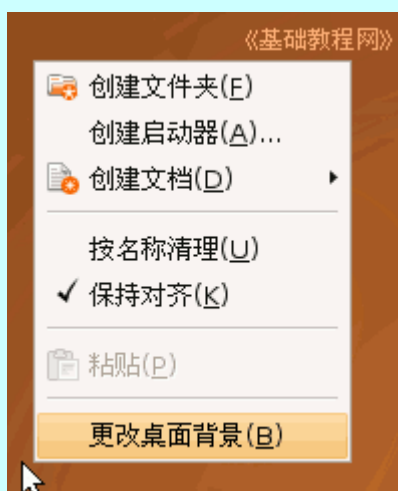 《基础教程网》
创建文件夹(F)
创建启动器(A)...
创建文档(D)
按名称清理(U)
保持对齐(K)
粘贴(P)
更改桌面背景(B)